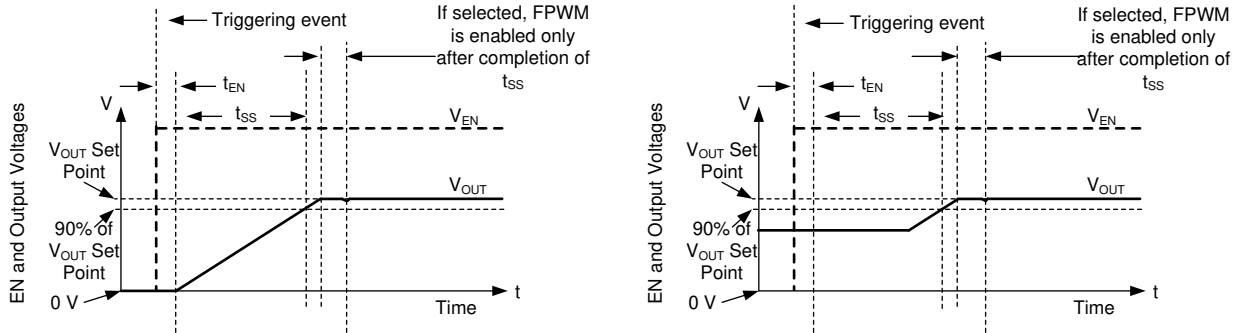 Triggering event
If selected, FPWM
is enabled only
after completion of
tSS
tEN
V
tSS
VEN
EN and Output Voltages
VOUT Set
Point
VOUT
90% of
VOUT Set
Point
0 V
t
Time
Triggering event
If selected, FPWM
is enabled only
after completion of
tSS
tEN
V
tSS
VEN
EN and Output Voltages
VOUT Set
Point
VOUT
90% of
VOUT Set
Point
0 V
t
Time